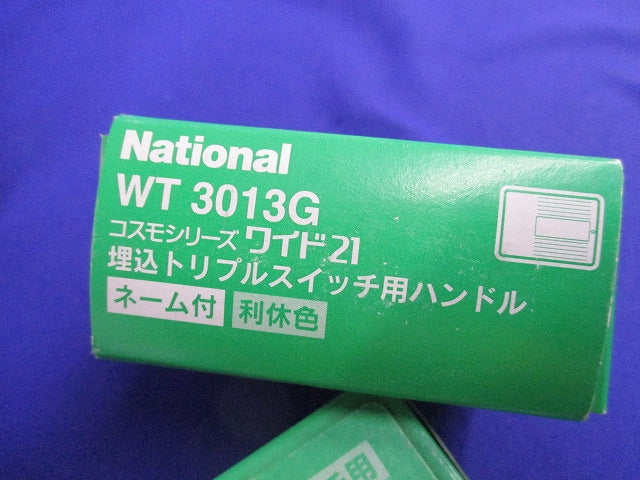 National
WT 3013G
コスモシリーズ ワイド21
埋込トリプルスイッチ用ハンドル
ネーム付 利休色
用